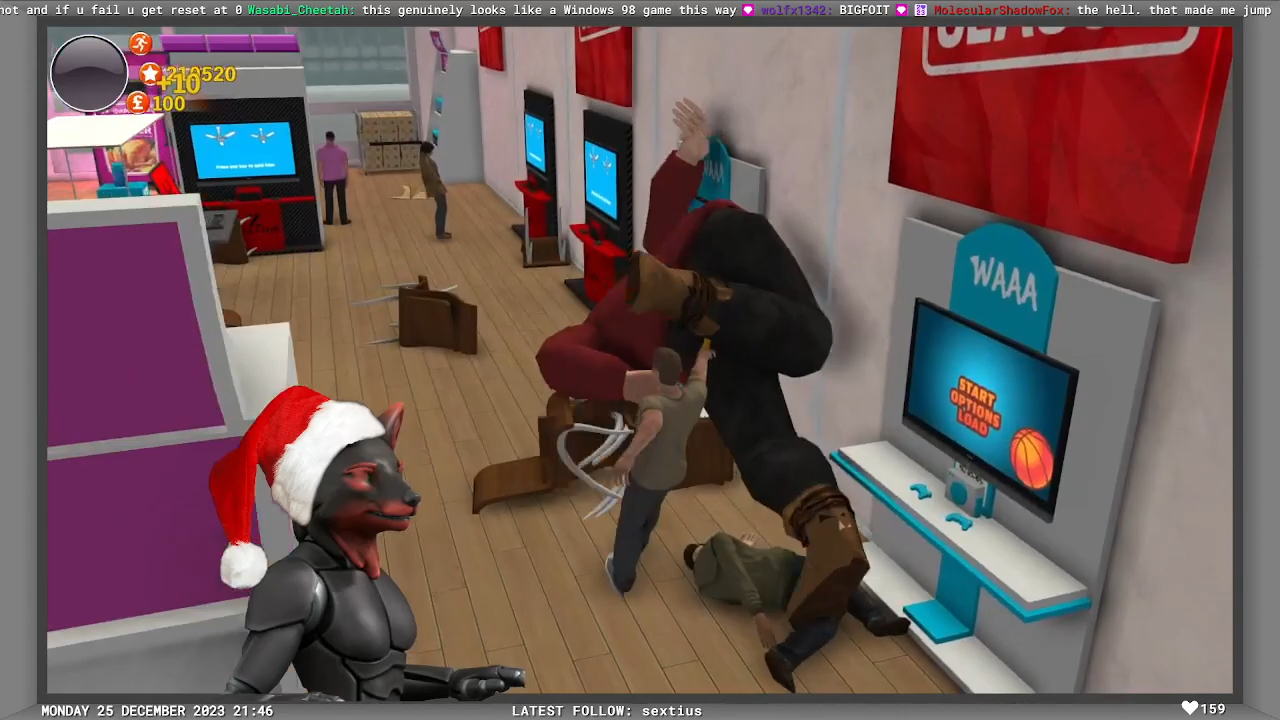 not and if u fail u get reset at 0 Wasabi_Cheetah: this genuinely looks like a Windows 98 game this way wolfx1342: BIGFOIT MolecularShadowFox: the hell. that made me jump
+10
100
WAAA
START
OPTIONS
LOAD
MONDAY 25 DECEMBER 2023 21:46 LATEST FOLLOW: sextius 159